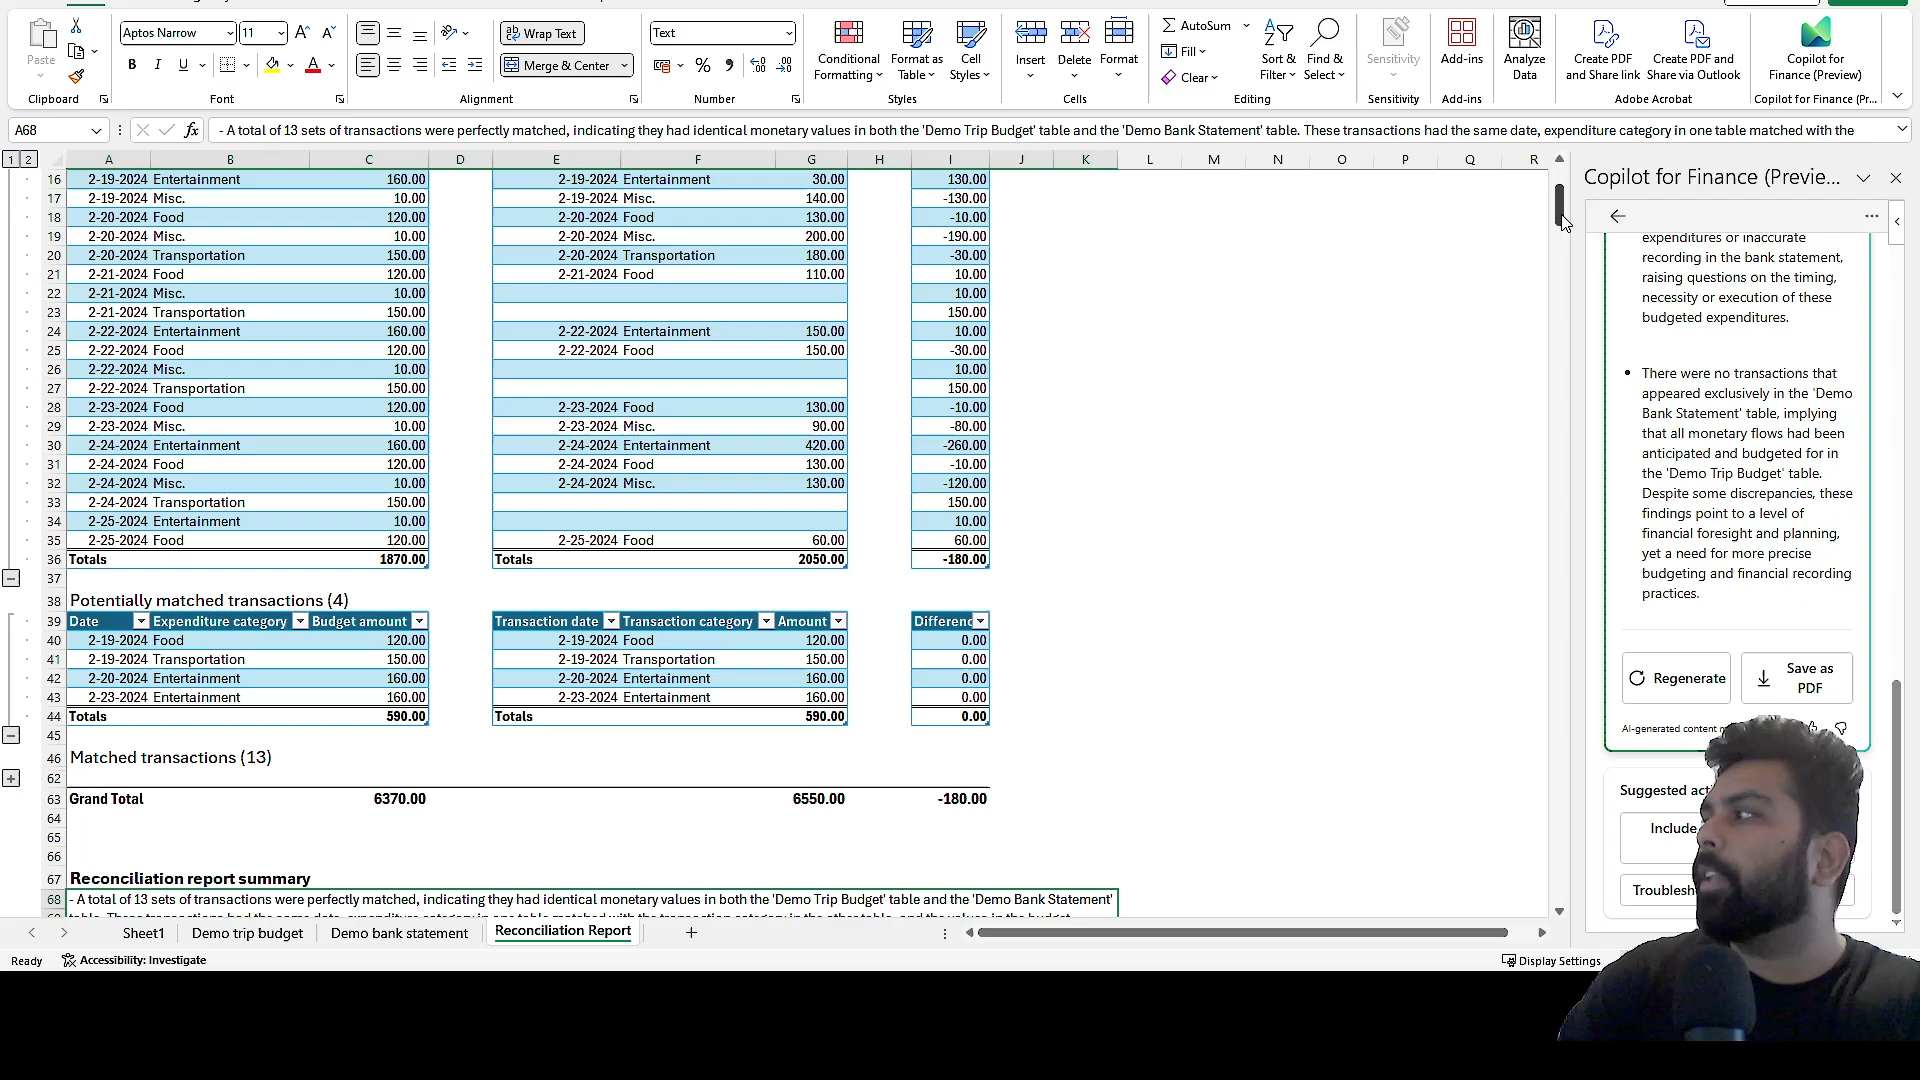 Paste
Clipboard
Aptos Narrow
11
B I U
Font
Wrap Text
Merge & Center
Alignment
Text
Number
Conditional Formatting
Format as Table
Cell Styles
Styles
Insert
Delete
Format
Cells
AutoSum
Fill
Clear
Sort & Filter
Find & Select
Editing
Sensitivity
Sensitivity
Add-ins
Add-ins
Analyze Data
Create PDF and Share link
Create PDF and Share via Outlook
Adobe Acrobat
Copilot for Finance (Preview)
Copilot for Finance (Pr...
A68
fx
- A total of 13 sets of transactions were perfectly matched, indicating they had identical monetary values in both the 'Demo Trip Budget' table and the 'Demo Bank Statement' table. These transactions had the same date, expenditure category in one table matched with the
1 2
A B C D E F G H I J K L M N O P Q R
16 2-19-2024 Entertainment 160.00 2-19-2024 Entertainment 30.00 130.00
17 2-19-2024 Misc. 10.00 2-19-2024 Misc. 140.00 -130.00
18 2-20-2024 Food 120.00 2-20-2024 Food 130.00 -10.00
19 2-20-2024 Misc. 10.00 2-20-2024 Misc. 200.00 -190.00
20 2-20-2024 Transportation 150.00 2-20-2024 Transportation 180.00 -30.00
21 2-21-2024 Food 120.00 2-21-2024 Food 110.00 10.00
22 2-21-2024 Misc. 10.00 10.00
23 2-21-2024 Transportation 150.00 150.00
24 2-22-2024 Entertainment 160.00 2-22-2024 Entertainment 150.00 10.00
25 2-22-2024 Food 120.00 2-22-2024 Food 150.00 -30.00
26 2-22-2024 Misc. 10.00 10.00
27 2-22-2024 Transportation 150.00 150.00
28 2-23-2024 Food 120.00 2-23-2024 Food 130.00 -10.00
29 2-23-2024 Misc. 10.00 2-23-2024 Misc. 90.00 -80.00
30 2-24-2024 Entertainment 160.00 2-24-2024 Entertainment 420.00 -260.00
31 2-24-2024 Food 120.00 2-24-2024 Food 130.00 -10.00
32 2-24-2024 Misc. 10.00 2-24-2024 Misc. 130.00 -120.00
33 2-24-2024 Transportation 150.00 150.00
34 2-25-2024 Entertainment 10.00 10.00
35 2-25-2024 Food 120.00 2-25-2024 Food 60.00 60.00
36 Totals 1870.00 Totals 2050.00 -180.00
37
38 Potentially matched transactions (4)
39 Date Expenditure category Budget amount Transaction date Transaction category Amount Differenc
40 2-19-2024 Food 120.00 2-19-2024 Food 120.00 0.00
41 2-19-2024 Transportation 150.00 2-19-2024 Transportation 150.00 0.00
42 2-20-2024 Entertainment 160.00 2-20-2024 Entertainment 160.00 0.00
43 2-23-2024 Entertainment 160.00 2-23-2024 Entertainment 160.00 0.00
44 Totals 590.00 Totals 590.00 0.00
45
46 Matched transactions (13)
62
63 Grand Total 6370.00 6550.00 -180.00
64
65
66
67 Reconciliation report summary
68 - A total of 13 sets of transactions were perfectly matched, indicating they had identical monetary values in both the 'Demo Trip Budget' table and the 'Demo Bank Statement'
Sheet1
Demo trip budget
Demo bank statement
Reconciliation Report
Ready
Accessibility: Investigate
Display Settings
Copilot for Finance (Previe...
expenditures or inaccurate
recording in the bank statement,
raising questions on the timing,
necessity or execution of these
budgeted expenditures.
• There were no transactions that
appeared exclusively in the 'Demo
Bank Statement' table, implying
that all monetary flows had been
anticipated and budgeted for in
the 'Demo Trip Budget' table.
Despite some discrepancies, these
findings point to a level of
financial foresight and planning,
yet a need for more precise
budgeting and financial recording
practices.
Regenerate
Save as PDF
AI-generated content
Suggested
Include